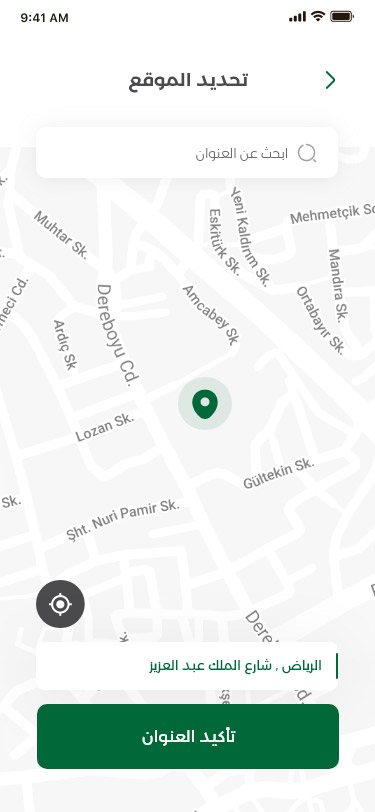 9:41 AM
تحديد الموقع
ابحث عن العنوان
Mehmetçik
Yeni Kaldırım Sk.
Eskitürk Sk.
Muhtar Sk.
Mandıra Sk.
Ortabayır Sk.
Amcabey Sk
Dereboyu Cd.
Ardıç Sk
Cd.
Lozan Sk.
Gültekin Sk.
Sk.
Şht. Nuri Pamir Sk.
الرياض , شارع الملك عبد العزيز
تأكيد العنوان